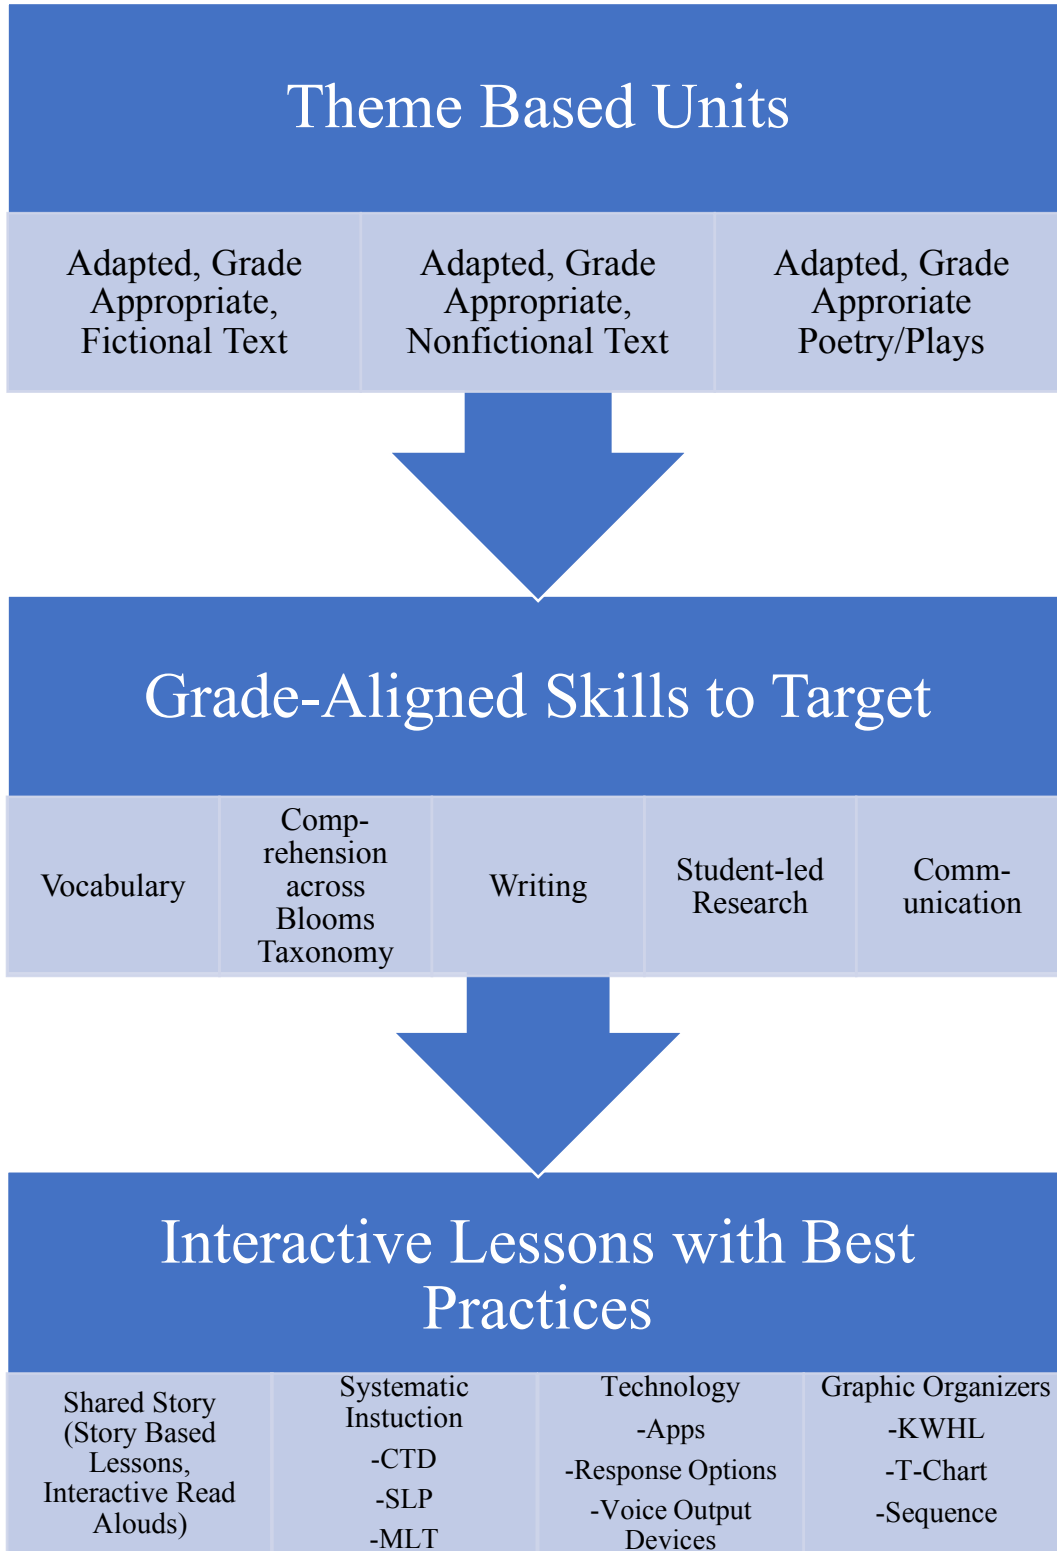 Theme Based Units
Adapted, Grade
Appropriate,
Fictional Text
Adapted, Grade
Appropriate,
Nonfictional Text
Adapted, Grade
Approriate
Poetry/Plays
Grade-Aligned Skills to Target
Vocabulary
Comp-
rehension
across
Blooms
Taxonomy
Writing
Student-led
Research
Comm-
unication
Interactive Lessons with Best
Practices
Shared Story
(Story Based
Lessons,
Interactive Read
Alouds)
Systematic
Instuction
-CTD
-SLP
-MLT
Technology
-Apps
-Response Options
-Voice Output
Devices
Graphic Organizers
-KWHL
-T-Chart
-Sequence